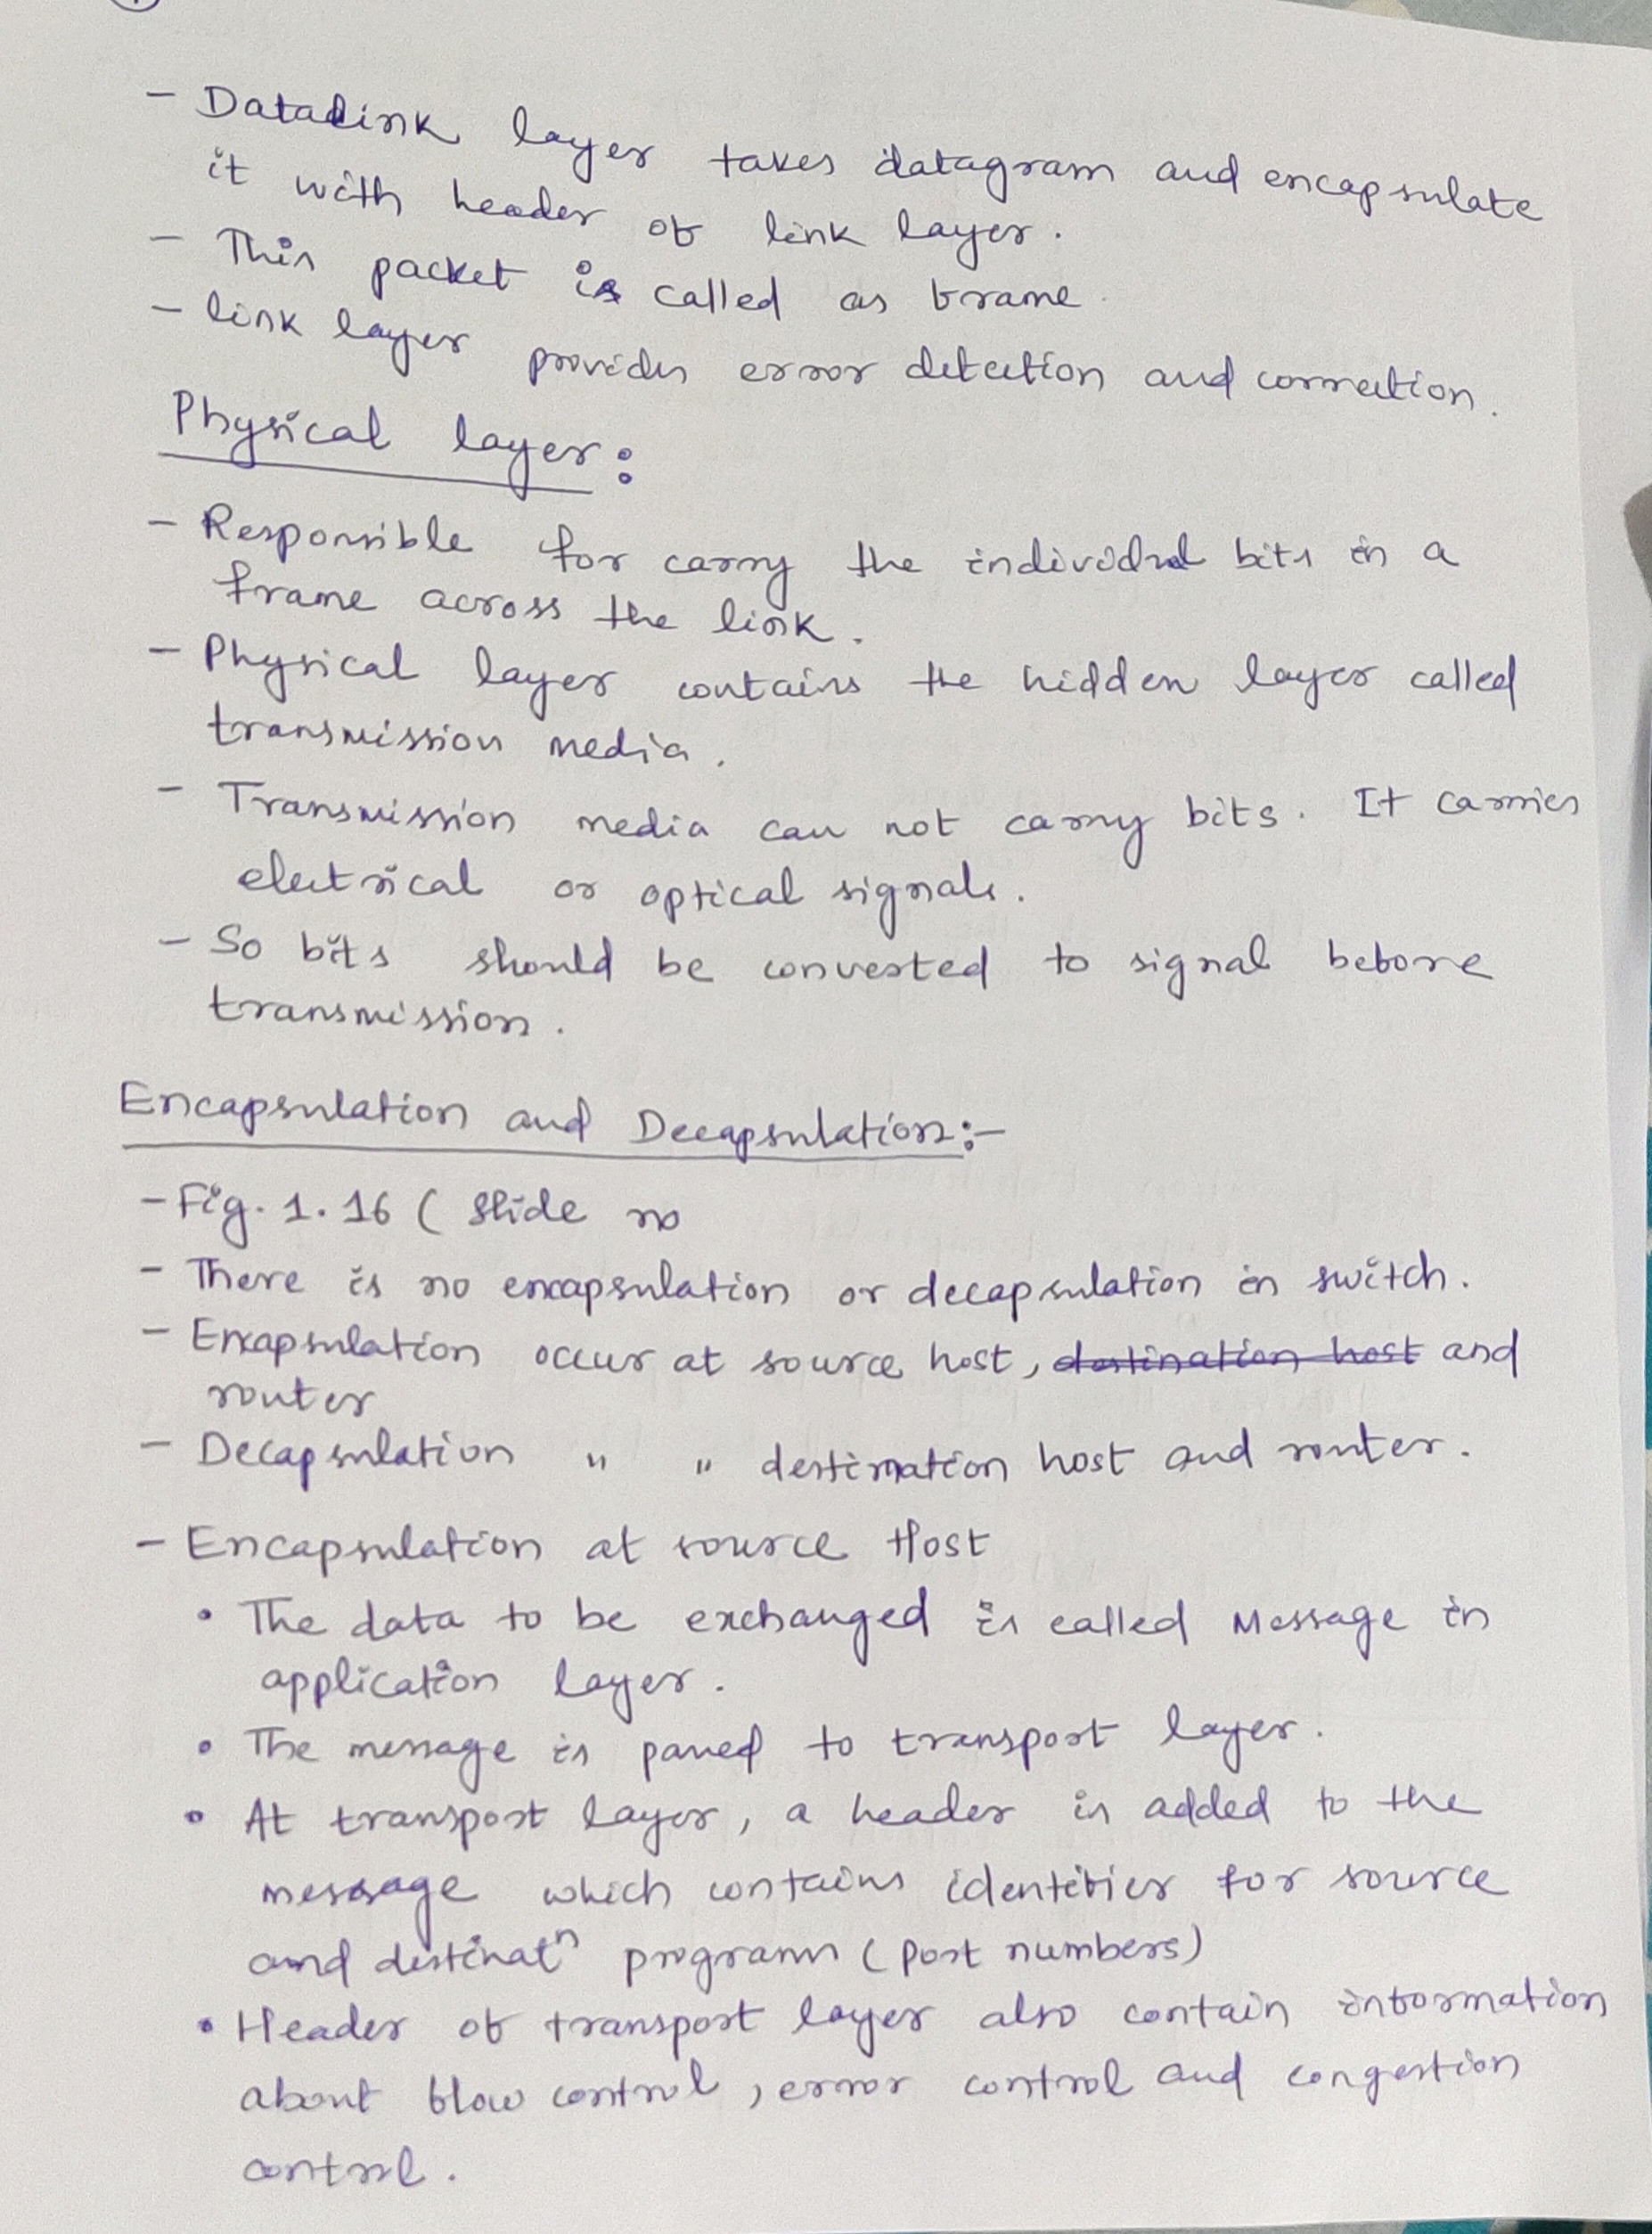 - Datalink layer takes datagram and encapsulate
it with header of link layer.
- This packet is called as frame.
- link layer provides error detection and correction.
Physical layer:
- Responsible for carry the individual bits in a
frame across the link.
- Physical layer contains the hidden layer called
transmission media.
- Transmission media can not carry bits. It carries
electrical or optical signals.
- So bits should be converted to signal before
transmission.
Encapsulation and Decapsulation:-
- Fig. 1.16 ( Slide no
- There is no encapsulation or decapsulation in switch.
- Encapsulation occur at source host, destination host and
router
- Decapsulation " " destination host and router.
- Encapsulation at source Host
• The data to be exchanged is called Message in
application layer.
• The message is passed to transport layer.
• At transport layer, a header is added to the
message which contains identities for source
and destinatⁿ programs (port numbers)
• Header of transport layer also contain information
about flow control, error control and congestion
control.